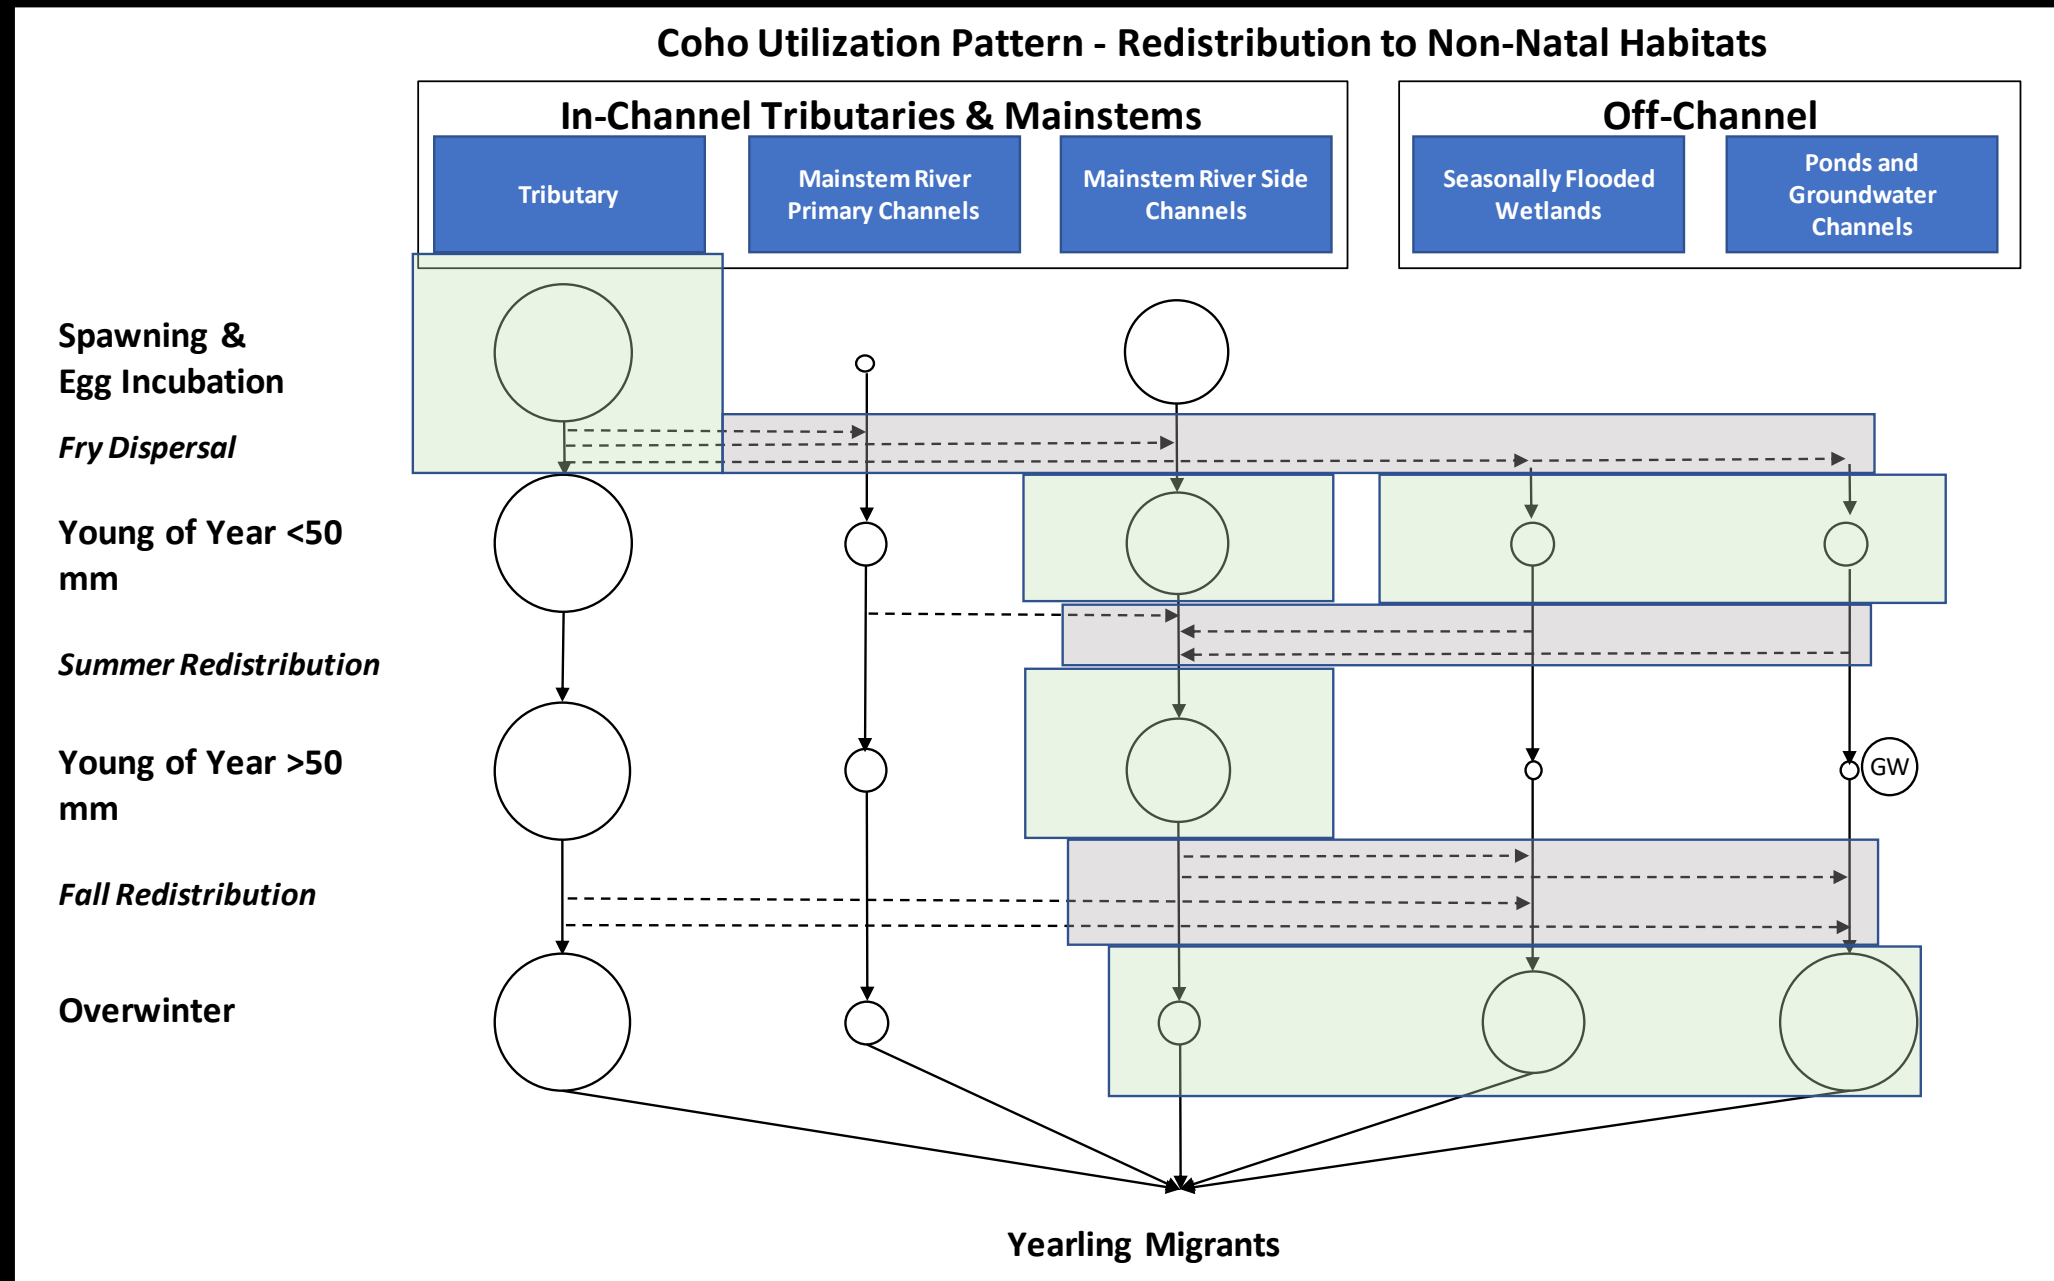 Coho Utilization Pattern - Redistribution to Non-Natal Habitats
In-Channel Tributaries & Mainstems
Off-Channel
Tributary
Mainstem River
Primary Channels
Mainstem River Side
Channels
Seasonally Flooded
Wetlands
Ponds and
Groundwater
Channels
Spawning &
Egg Incubation
Fry Dispersal
Young of Year <50
mm
Summer Redistribution
Young of Year >50
mm
GW
Fall Redistribution
Overwinter
Yearling Migrants